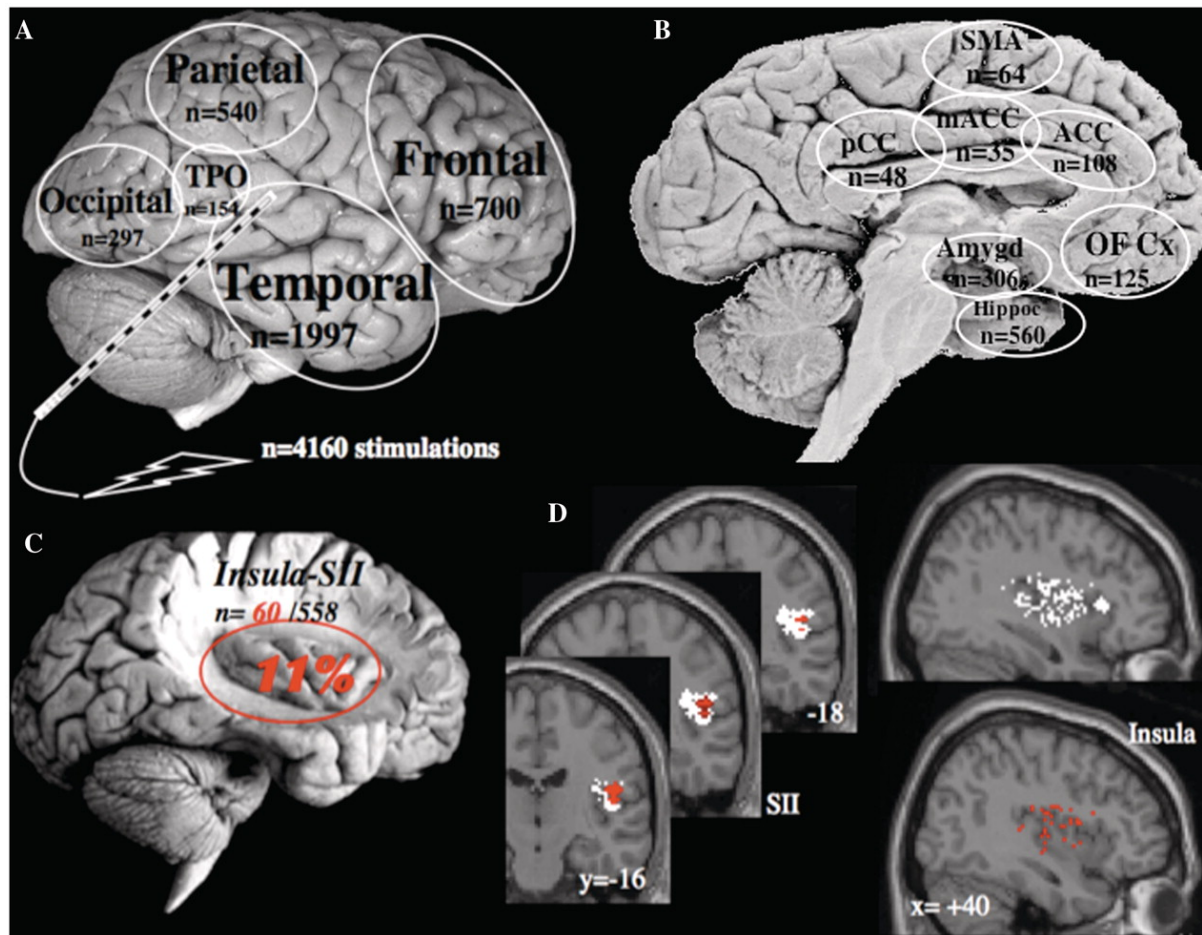 A
Parietal
n=540
Frontal
n=700
TPO
n=154
Occipital
n=297
Temporal
n=1997
n=4160 stimulations
B
SMA
n=64
mACC
n=35
pCC
n=48
ACC
n=108
Amygd
n=306
OF Cx
n=125
Hippoc
n=560
C
Insula-SII
n= 60 /558
11%
D
-18
SII
y=-16
Insula
x= +40